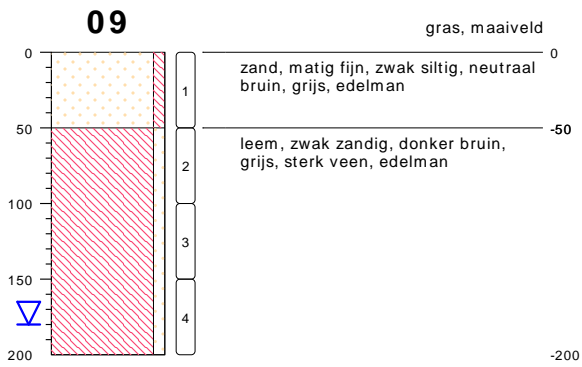 09
gras, maaiveld
0
0
zand, matig fijn, zwak siltig, neutraal
bruin, grijs, edelman
1
50
-50
leem, zwak zandig, donker bruin,
grijs, sterk veen, edelman
2
100
3
150
4
200
-200